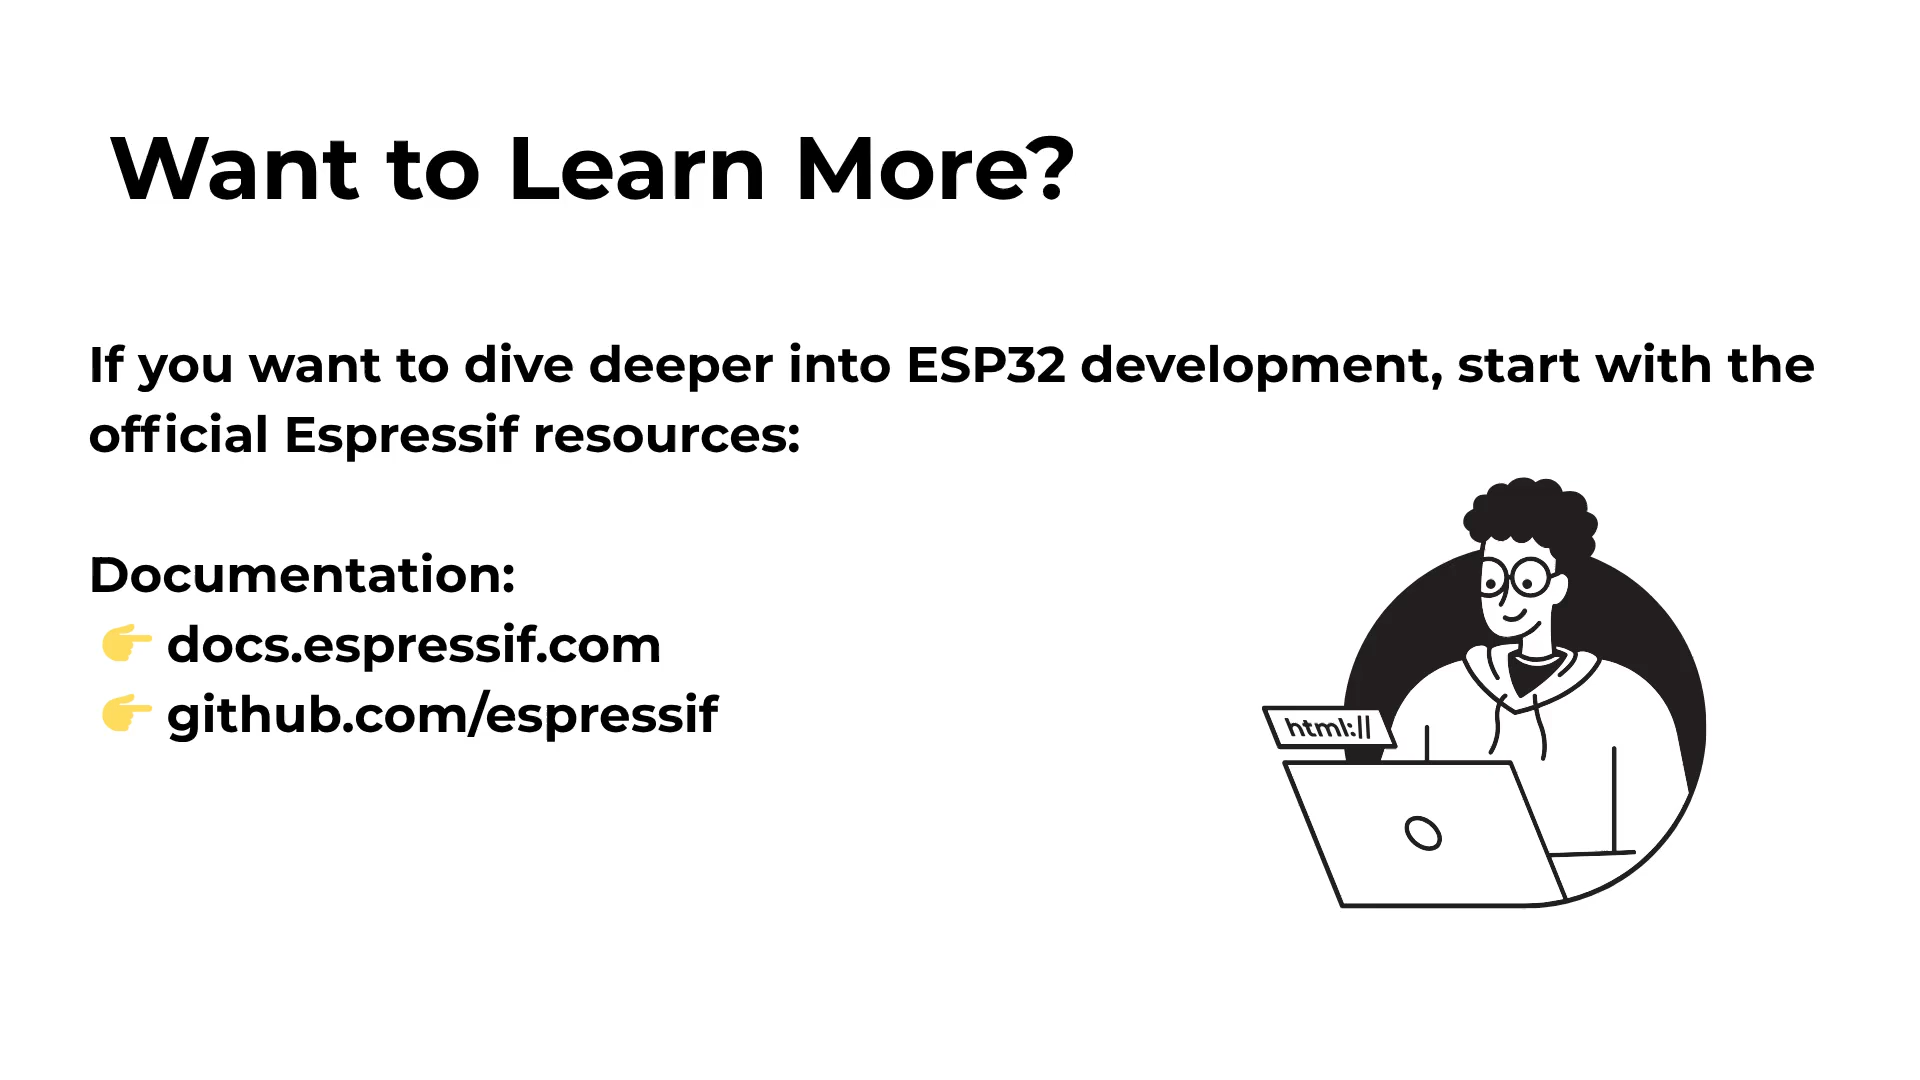 Want to Learn More?
If you want to dive deeper into ESP32 development, start with the
official Espressif resources:
Documentation:
👉 docs.espressif.com
👉 github.com/espressif
html://